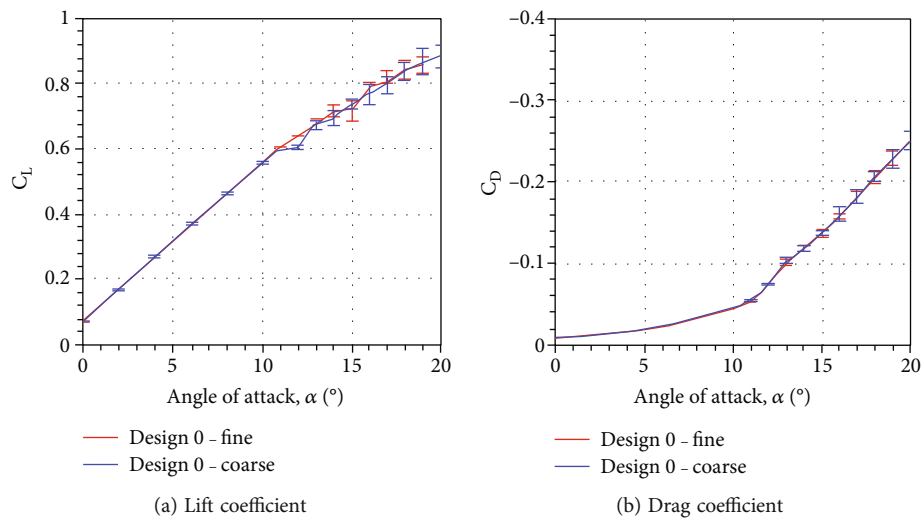 1
0.8
0.6
0.4
0.2
0
C_L
0 5 10 15 20
Angle of attack, α (°)
Design 0 – fine
Design 0 – coarse
(a) Lift coefficient
–0.4
–0.3
–0.2
–0.1
0
C_D
0 5 10 15 20
Angle of attack, α (°)
Design 0 – fine
Design 0 – coarse
(b) Drag coefficient